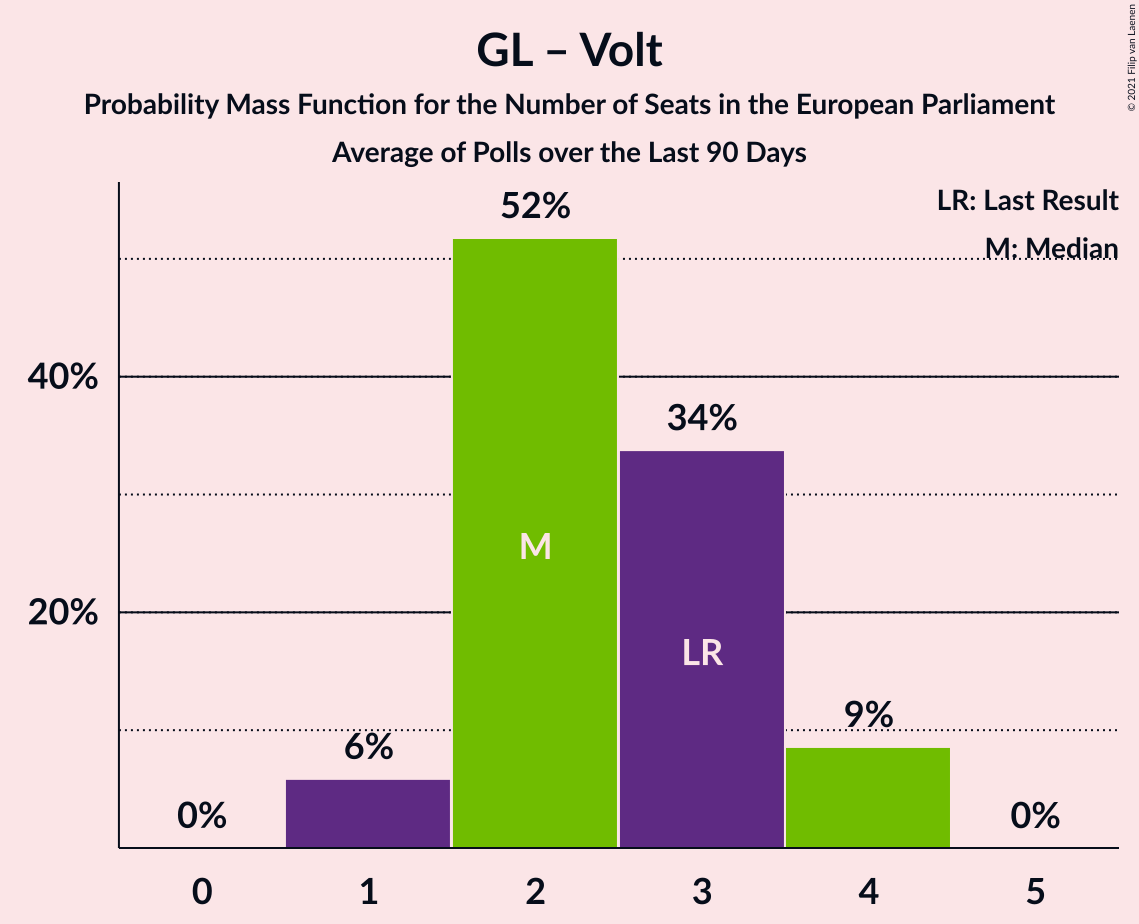 GL – Volt
Probability Mass Function for the Number of Seats in the European Parliament
Average of Polls over the Last 90 Days
© 2021 Filip van Laenen
LR: Last Result
M: Median
52%
40%
34%
M
20%
LR
9%
6%
0%
0%
0 1 2 3 4 5